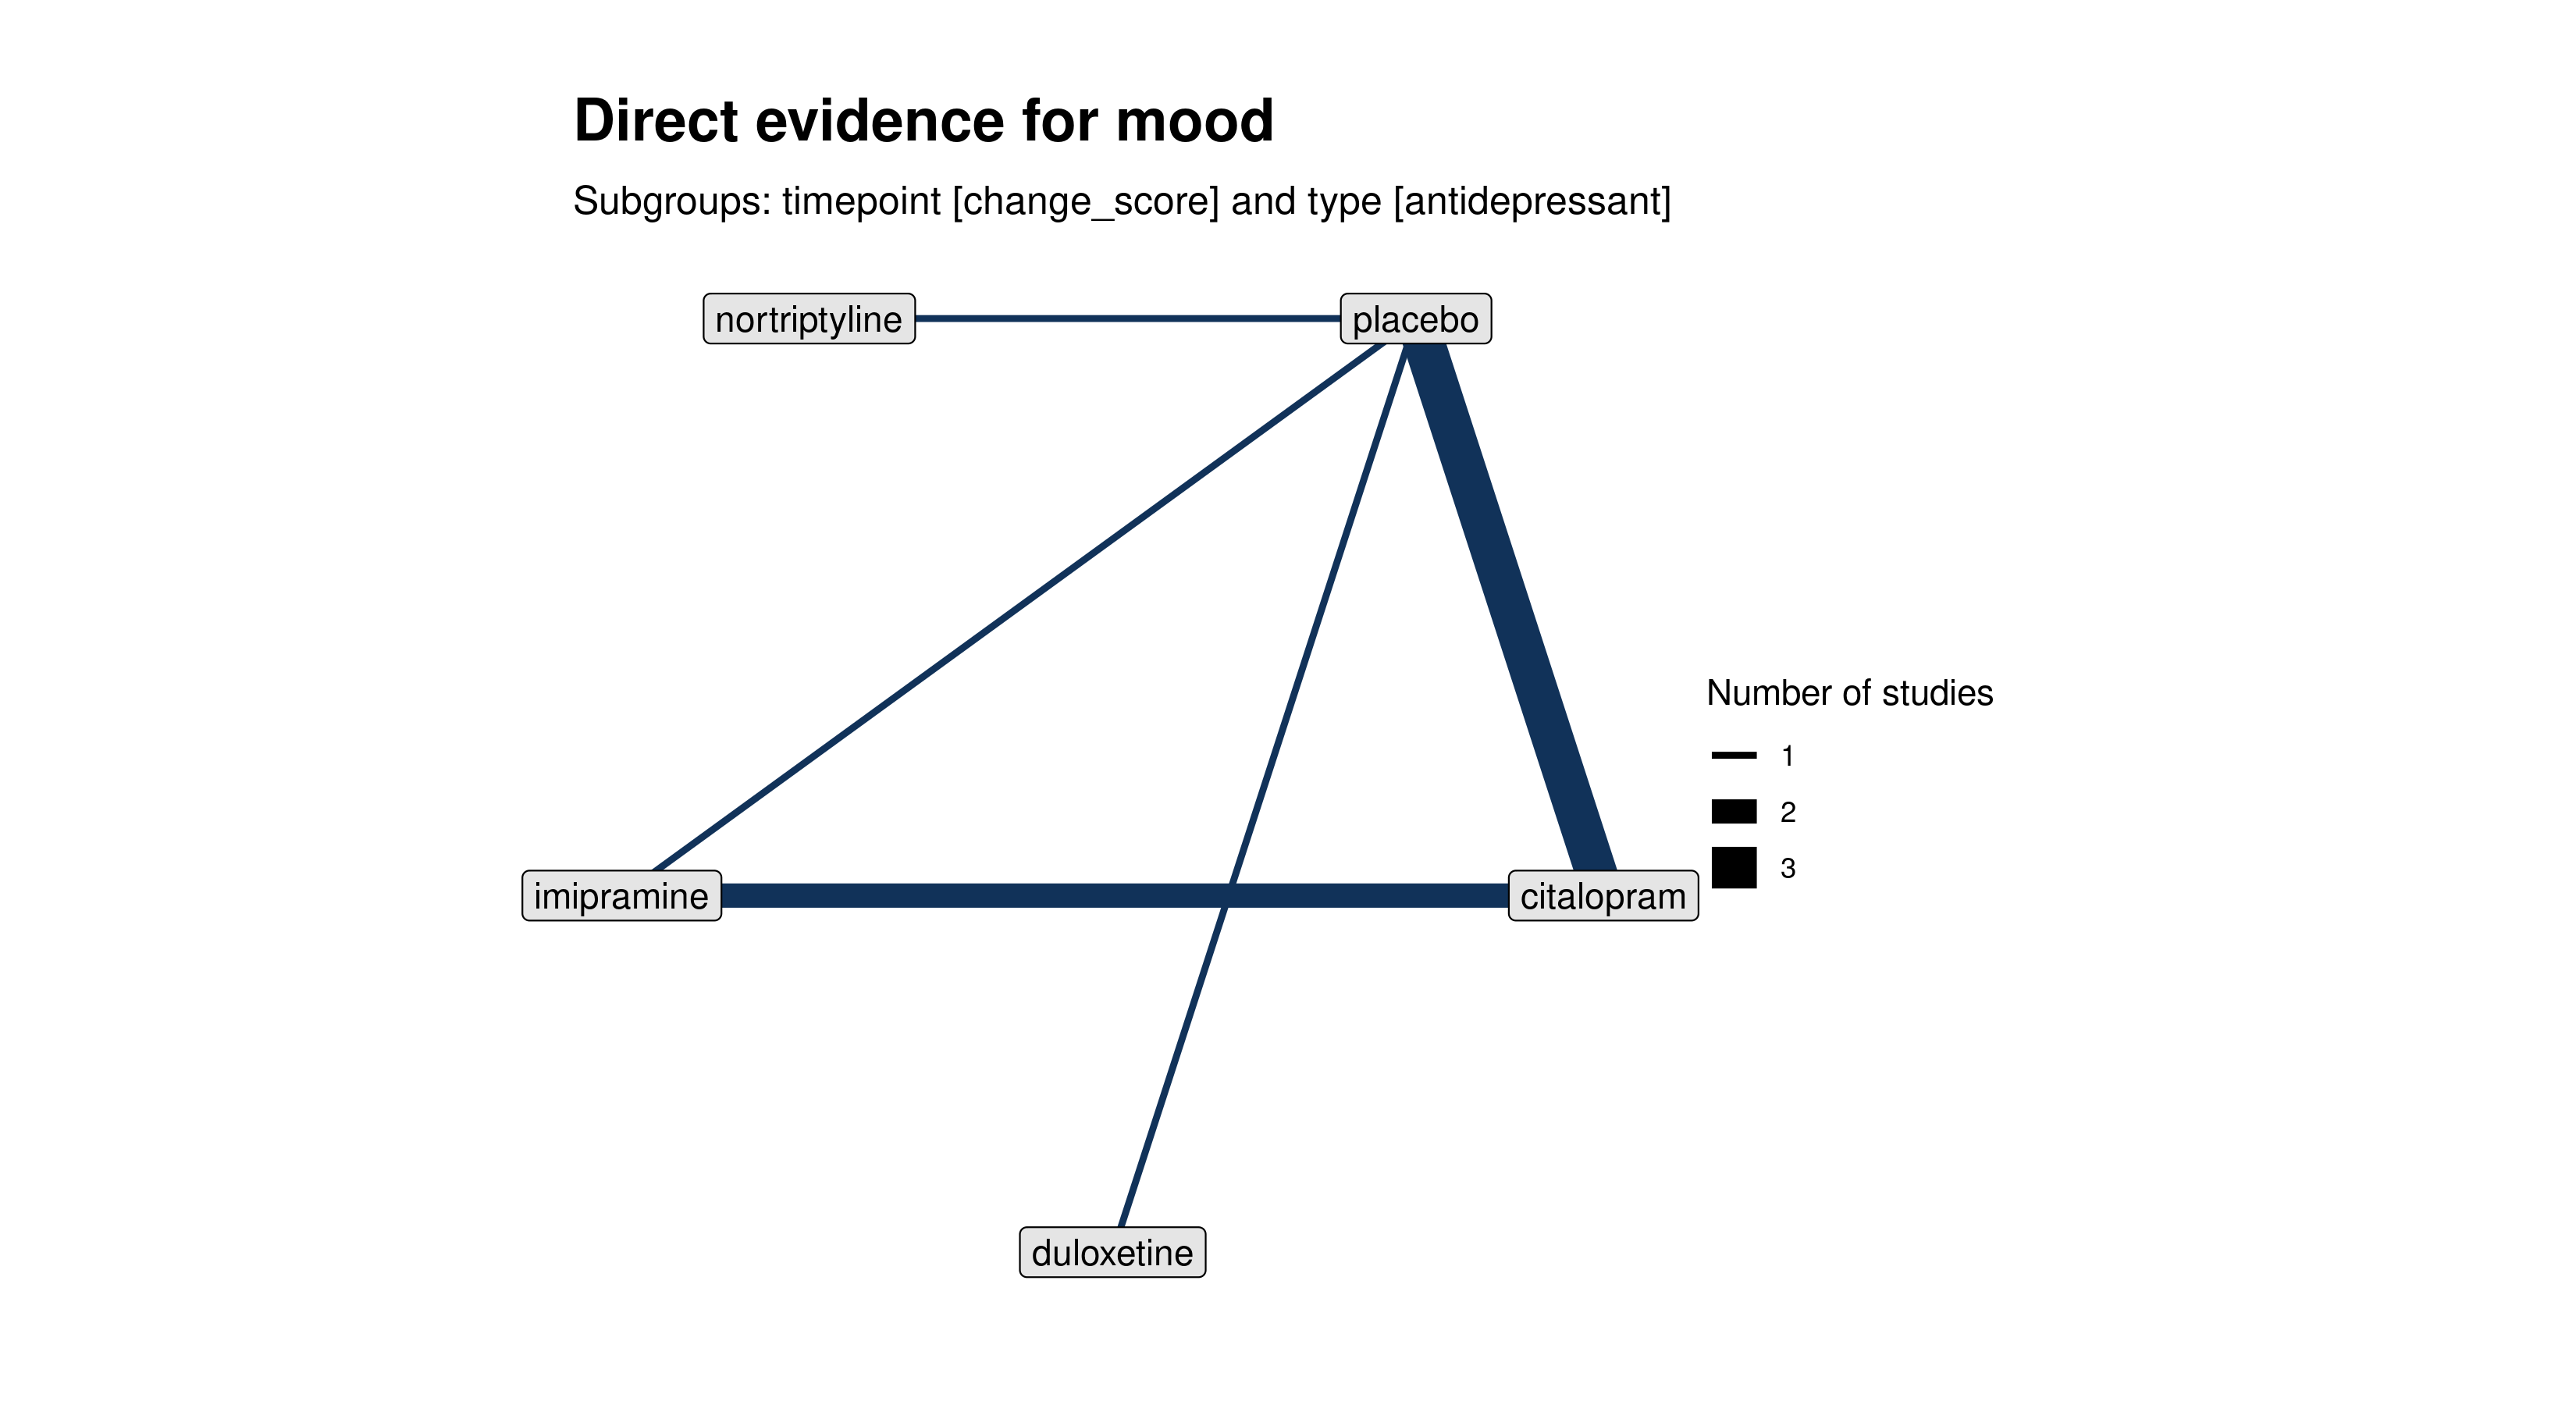 Direct evidence for mood
Subgroups: timepoint [change_score] and type [antidepressant]
nortriptyline
placebo
Number of studies
1
2
3
imipramine
citalopram
duloxetine